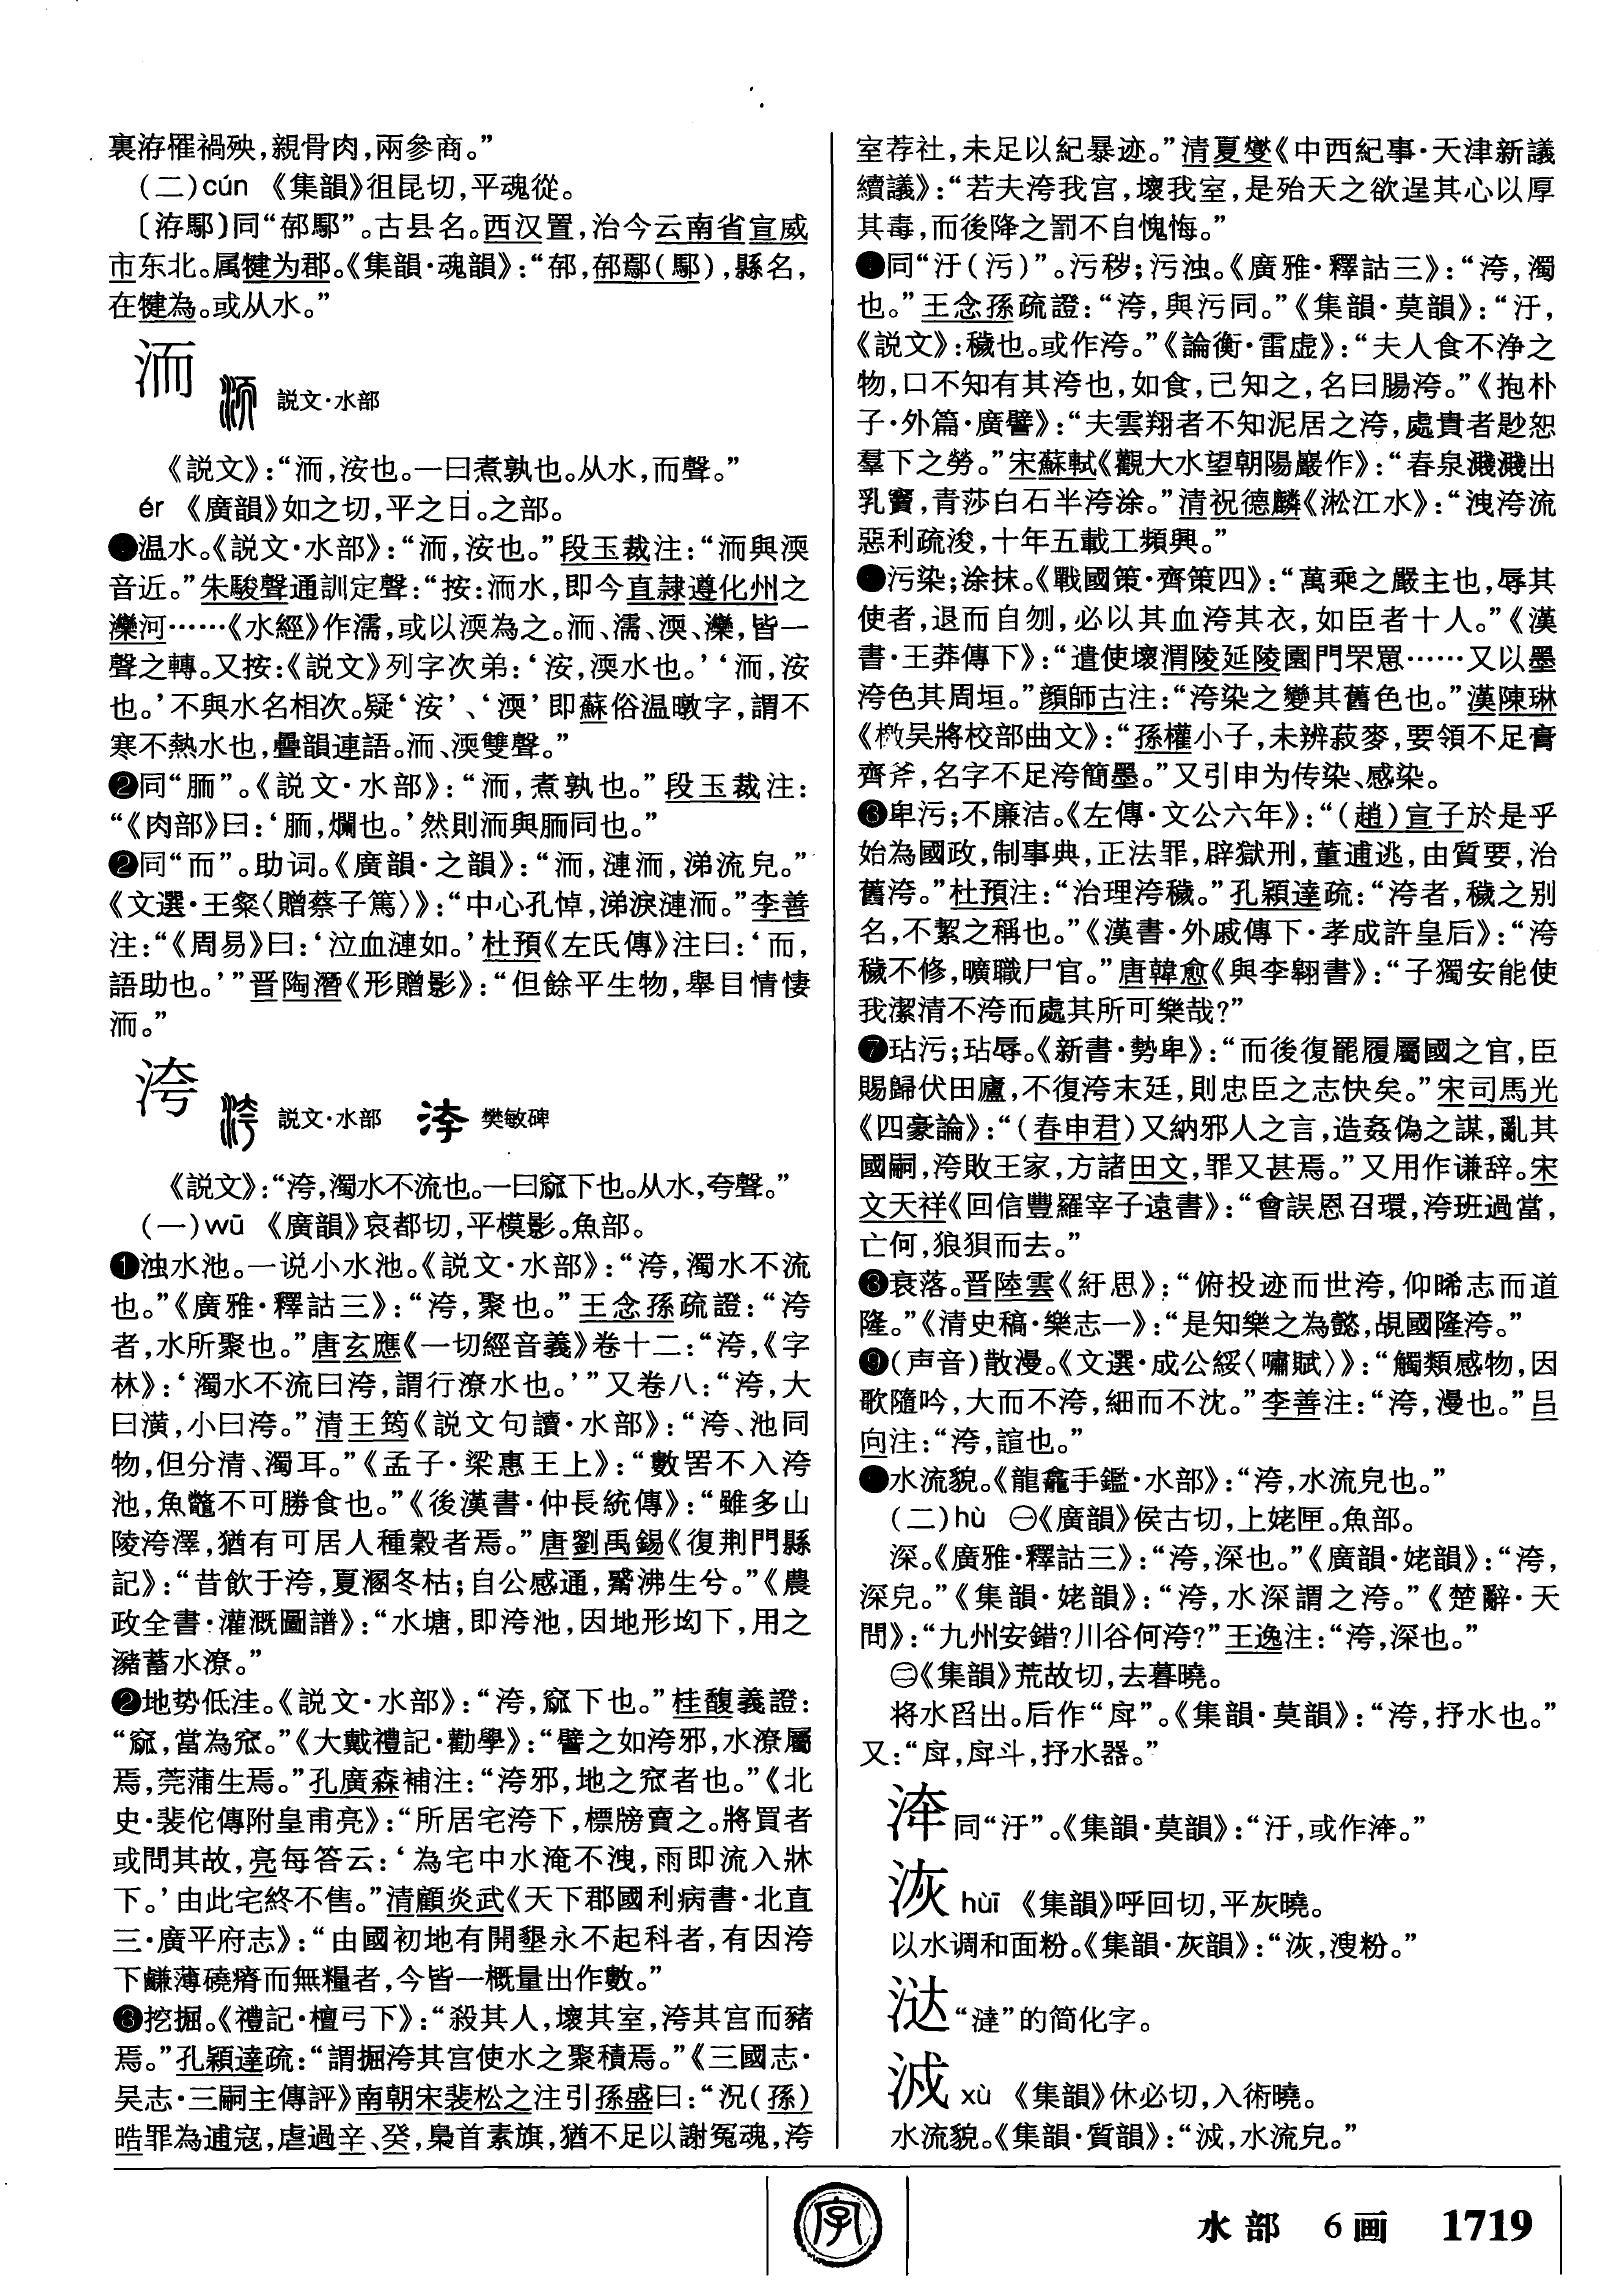 裏洊罹禍殃，親骨肉，兩參商。”
（二）cún 《集韻》徂昆切，平魂從。
〔洊䣕〕同“郁䣕”。古县名。西汉置，治今云南省宣威
市东北。属犍为郡。《集韻·魂韻》：“䣕，縣名，
在犍為。或从水。”
洏 説文·水部
《説文》：“洏，洝也。一曰煮孰也。从水，而聲。”
ér 《廣韻》如之切，平之日。之部。
❶温水。《説文·水部》：“洏，洝也。”段玉裁注：“洏與渜
音近。”朱駿聲通訓定聲：“按：洏水，即今直隸遵化州之
灤河……《水經》作濡，或以渜為之。洏、濡、渜、灤，皆一
聲之轉。又按：《説文》列字次弟：‘洝，渜水也。’‘洏，洝
也。’不與水名相次。疑‘洝’、‘渜’即蘇俗温暾字，謂不
寒不熱水也，疊韻連語。洏、渜雙聲。”
❷同“胹”。《説文·水部》：“洏，煮孰也。”段玉裁注：
“《肉部》曰：‘胹，爛也。’然則洏與胹同也。”
❷同“而”。助词。《廣韻·之韻》：“洏，漣洏，涕流皃。”
《文選·王粲〈贈蔡子篤〉》：“中心孔悼，涕淚漣洏。”李善
注：“《周易》曰：‘泣血漣如。’杜預《左氏傳》注曰：‘而，
語助也。’”晋陶潛《形贈影》：“但餘平生物，舉目情悽
洏。”
洿 説文·水部 洿 樊敏碑
《説文》：“洿，濁水不流也。一曰窳下也。从水，夸聲。”
（一）wū 《廣韻》哀都切，平模影。魚部。
❶浊水池。一说小水池。《説文·水部》：“洿，濁水不流
也。”《廣雅·釋詁三》：“洿，聚也。”王念孫疏證：“洿
者，水所聚也。”唐玄應《一切經音義》卷十二：“洿，《字
林》：‘濁水不流曰洿，謂行潦水也。’”又卷八：“洿，大
曰潢，小曰洿。”清王筠《説文句讀·水部》：“洿、池同
物，但分清、濁耳。”《孟子·梁惠王上》：“數罟不入洿
池，魚鼈不可勝食也。”《後漢書·仲長統傳》：“雖多山
陵洿澤，猶有可居人種穀者焉。”唐劉禹錫《復荆門縣
記》：“昔飲于洿，夏溷冬枯；自公感通，觱沸生兮。”《農
政全書·灌溉圖譜》：“水塘，即洿池，因地形坳下，用之
瀦蓄水潦。”
❷地势低洼。《説文·水部》：“洿，窳下也。”桂馥義證：
“窳，當為窊。”《大戴禮記·勸學》：“譬之如洿邪，水潦屬
焉，莞蒲生焉。”孔廣森補注：“洿邪，地之窊者也。”《北
史·裴佗傳附皇甫亮》：“所居宅洿下，標牓賣之。將買者
或問其故，亮每答云：‘為宅中水淹不洩，雨即流入牀
下。’由此宅終不售。”清顧炎武《天下郡國利病書·北直
三·廣平府志》：“由國初地有開墾永不起科者，有因洿
下鹻薄磽瘠而無糧者，今皆一概量出作數。”
❸挖掘。《禮記·檀弓下》：“殺其人，壞其室，洿其宫而豬
焉。”孔穎達疏：“謂掘洿其宫使水之聚積焉。”《三國志·
吴志·三嗣主傳評》南朝宋裴松之注引孫盛曰：“況（孫）
晧罪為逋寇，虐過辛、癸，梟首素旗，猶不足以謝冤魂，洿
室荐社，未足以紀暴迹。”清夏燮《中西紀事·天津新議
續議》：“若夫洿我宫，壞我室，是殆天之欲逞其心以厚
其毒，而後降之罰不自愧悔。”
❹同“汙（污）”。污秽；污浊。《廣雅·釋詁三》：“洿，濁
也。”王念孫疏證：“洿，與污同。”《集韻·莫韻》：“汙，
《説文》：穢也。或作洿。”《論衡·雷虚》：“夫人食不浄之
物，口不知有其洿也，如食，已知之，名曰腸洿。”《抱朴
子·外篇·廣譬》：“夫雲翔者不知泥居之洿，處貴者尠恕
羣下之勞。”宋蘇軾《觀大水望朝陽巖作》：“春泉濺濺出
乳竇，青莎白石半洿涂。”清祝德麟《淞江水》：“洩洿流
惡利疏浚，十年五載工頻興。”
❺污染；涂抹。《戰國策·齊策四》：“萬乘之嚴主也，辱其
使者，退而自刎，必以其血洿其衣，如臣者十人。”《漢
書·王莽傳下》：“遣使壞渭陵延陵園門罘罳……又以墨
洿色其周垣。”顔師古注：“洿染之變其舊色也。”漢陳琳
《檄吴將校部曲文》：“孫權小子，未辨菽麥，要領不足膏
齊斧，名字不足洿簡墨。”又引申为传染、感染。
❻卑污；不廉洁。《左傳·文公六年》：“（趙）宣子於是乎
始為國政，制事典，正法罪，辟獄刑，董逋逃，由質要，治
舊洿。”杜預注：“治理洿穢。”孔穎達疏：“洿者，穢之别
名，不絜之稱也。”《漢書·外戚傳下·孝成許皇后》：“洿
穢不修，曠職尸官。”唐韓愈《與李翱書》：“子獨安能使
我潔清不洿而處其所可樂哉?”
❼玷污；玷辱。《新書·勢卑》：“而後復罷履屬國之官，臣
賜歸伏田廬，不復洿末廷，則忠臣之志快矣。”宋司馬光
《四豪論》：“（春申君）又納邪人之言，造姦偽之謀，亂其
國嗣，洿敗王家，方諸田文，罪又甚焉。”又用作谦辞。宋
文天祥《回信豐羅宰子遠書》：“會誤恩召環，洿班過當，
亡何，狼狽而去。”
❽衰落。晋陸雲《紆思》：“俯投迹而世洿，仰晞志而道
隆。”《清史稿·樂志一》：“是知樂之為懿，覘國隆洿。”
❾（声音）散漫。《文選·成公綏〈嘯賦〉》：“觸類感物，因
歌隨吟，大而不洿，細而不沈。”李善注：“洿，漫也。”吕
向注：“洿，諠也。”
❿水流貌。《龍龕手鑑·水部》：“洿，水流皃也。”
（二）hù ㊀《廣韻》侯古切，上姥匣。魚部。
深。《廣雅·釋詁三》：“洿，深也。”《廣韻·姥韻》：“洿，
深皃。”《集韻·姥韻》：“洿，水深謂之洿。”《楚辭·天
問》：“九州安錯?川谷何洿?”王逸注：“洿，深也。”
㊁《集韻》荒故切，去暮曉。
将水舀出。后作“戽”。《集韻·莫韻》：“洿，抒水也。”
又：“戽，戽斗，抒水器。”
同“汙”。《集韻·莫韻》：“汙，或作。”
洃 huī 《集韻》呼回切，平灰曉。
以水调和面粉。《集韻·灰韻》：“洃，溲粉。”
𣴠 “澾”的简化字。
㳚 xù 《集韻》休必切，入術曉。
水流貌。《集韻·質韻》：“㳚，水流皃。”
字
水部 6画 1719